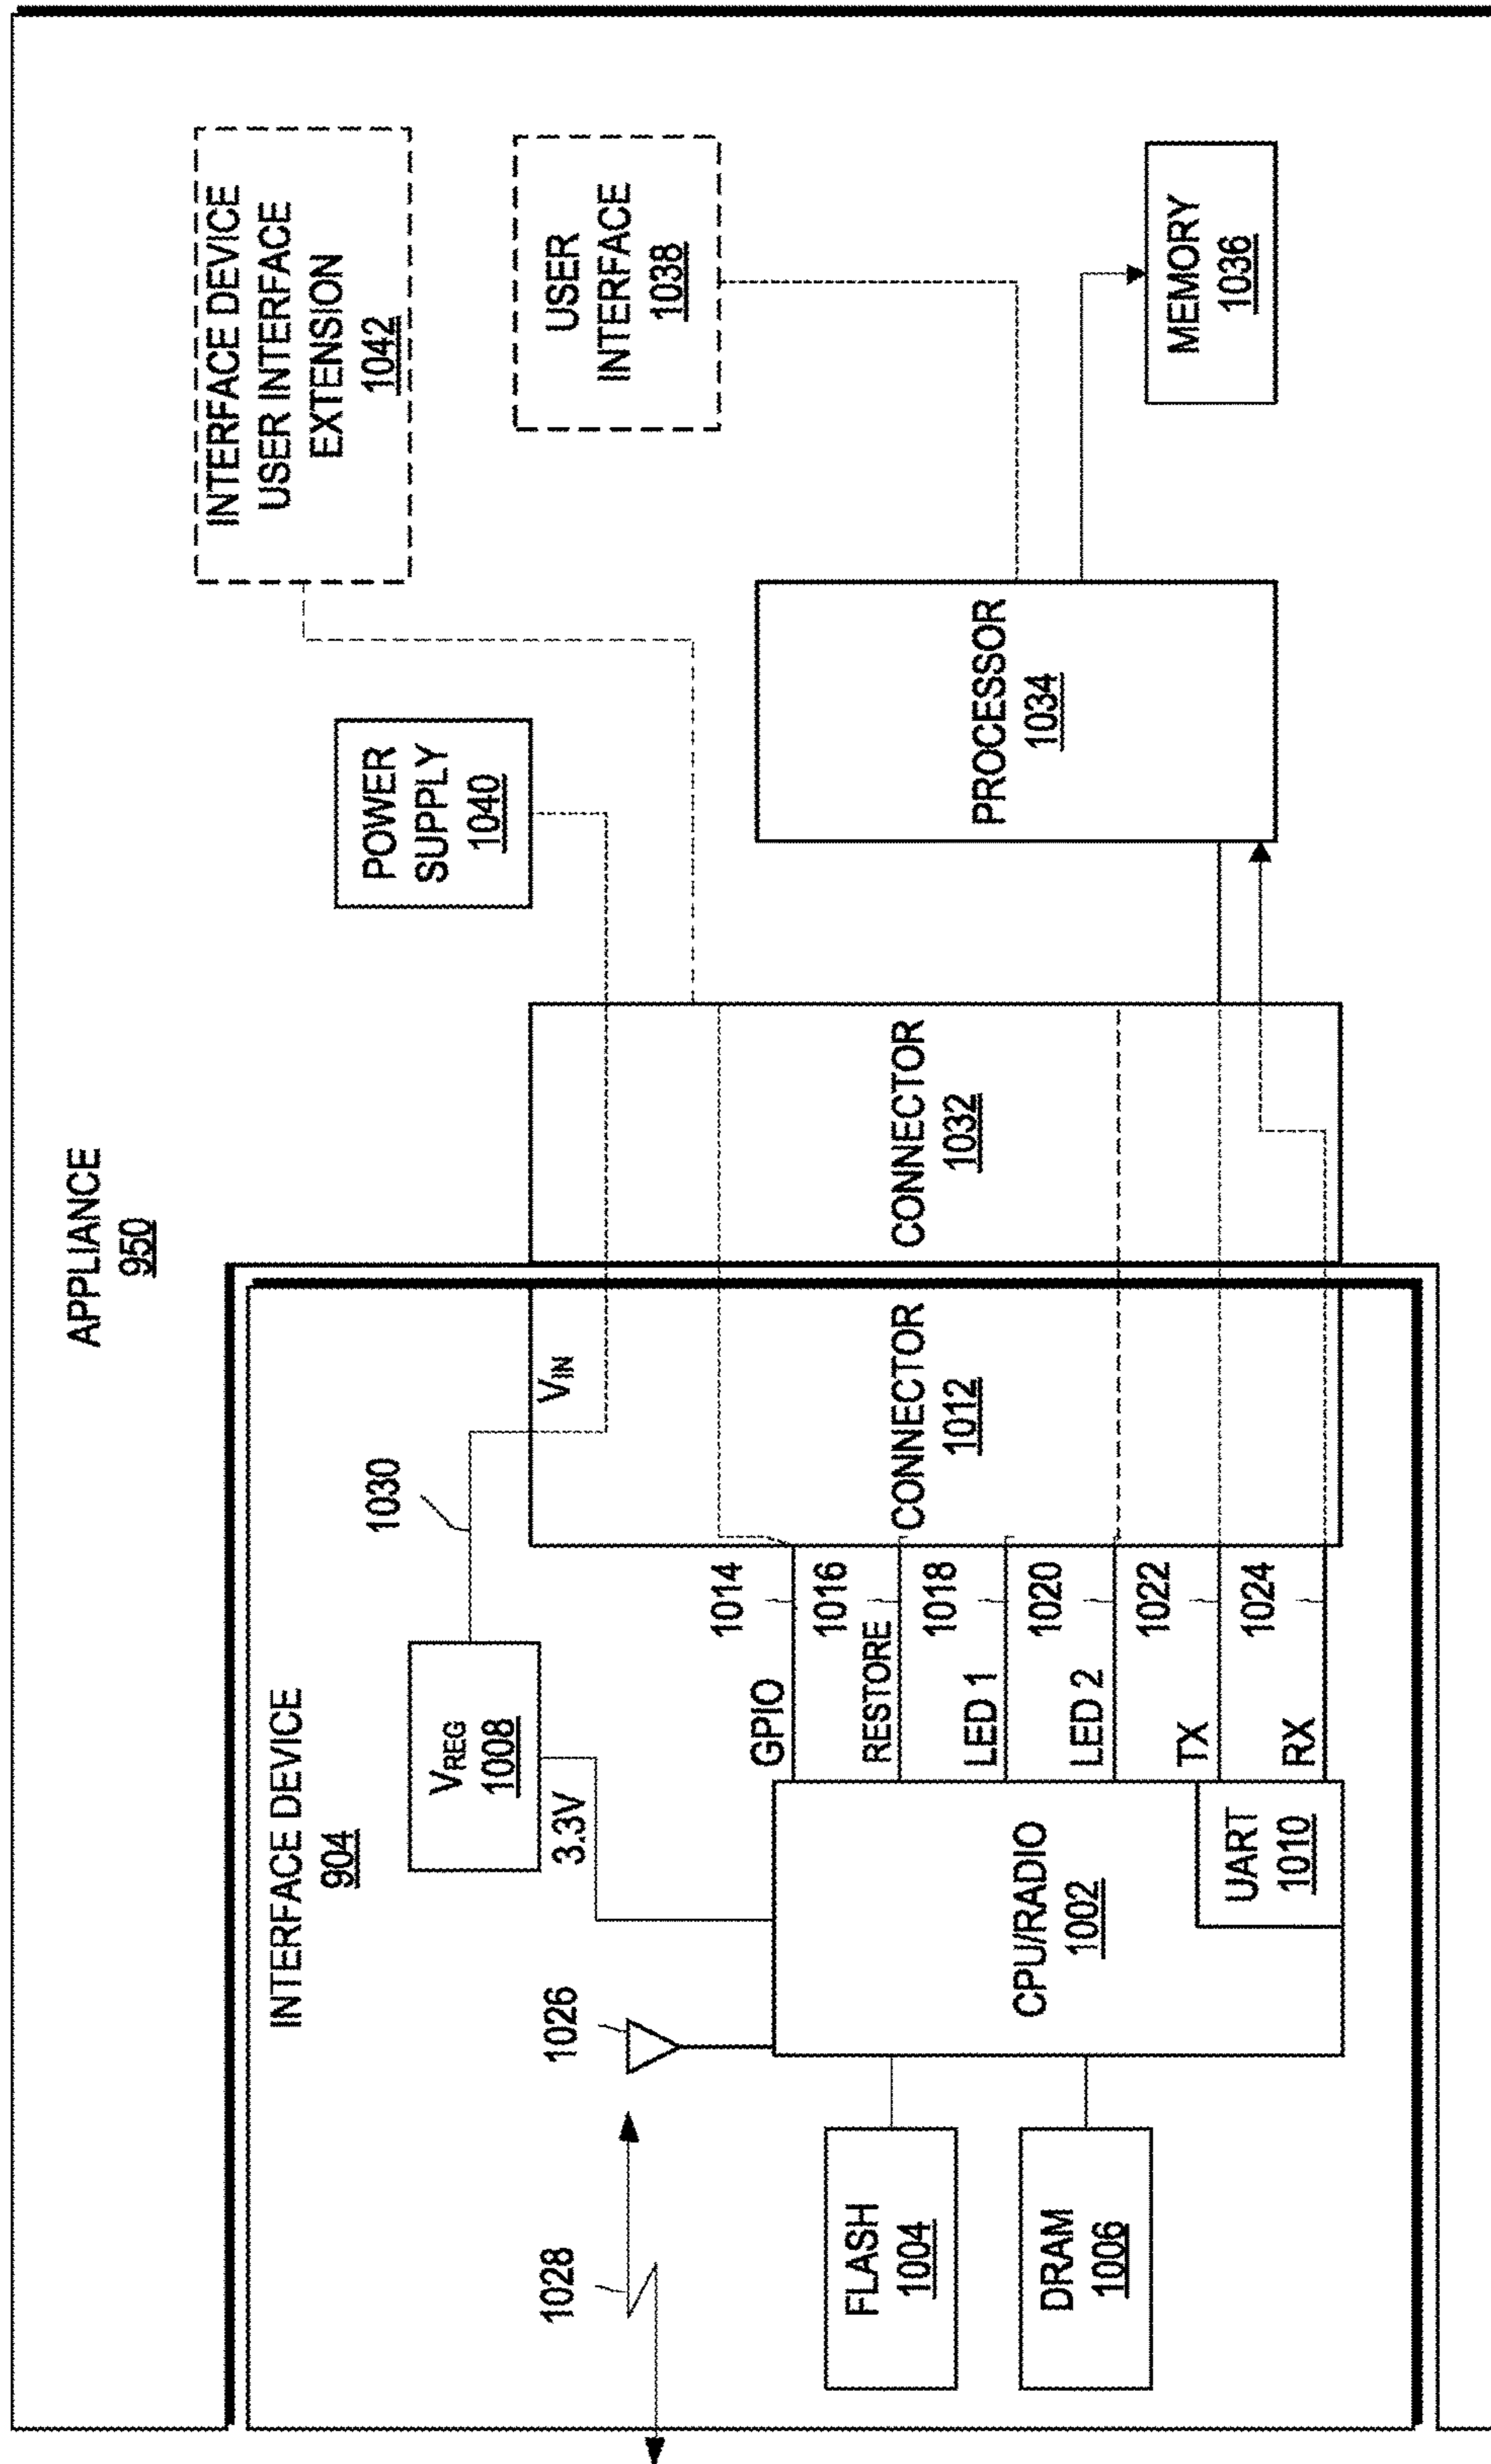 APPLIANCE
950
INTERFACE DEVICE
904
INTERFACE DEVICE
USER INTERFACE
EXTENSION
1042
POWER
SUPPLY
1040
USER
INTERFACE
1038
1030
VREG
1008
3.3V
VIN
1028
1026
FLASH
1004
DRAM
1006
CPU/RADIO
1002
UART
1010
GPIO
1014
RESTORE
1016
LED 1
1018
LED 2
1020
TX
1022
RX
1024
CONNECTOR
1012
CONNECTOR
1032
PROCESSOR
1034
MEMORY
1036